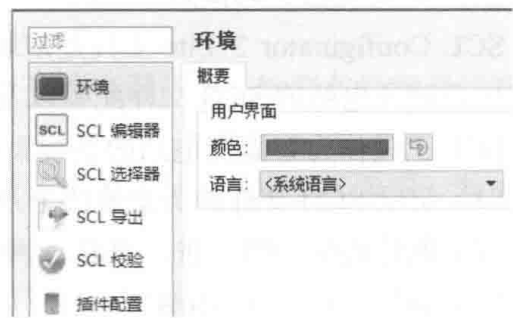 过滤
环境
SCL 编辑器
SCL 选择器
SCL 导出
SCL 校验
插件配置
环境
概要
用户界面
颜色:
语言: <系统语言>